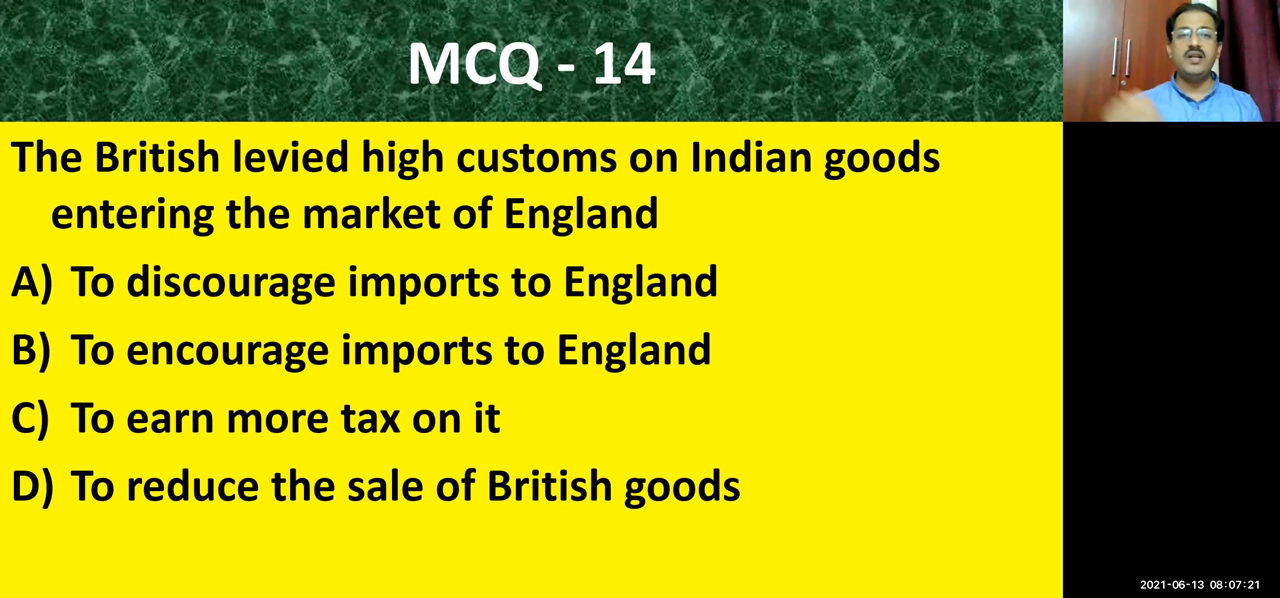 MCQ - 14
The British levied high customs on Indian goods
entering the market of England
A) To discourage imports to England
B) To encourage imports to England
C) To earn more tax on it
D) To reduce the sale of British goods
2021-06-13 08:07:21